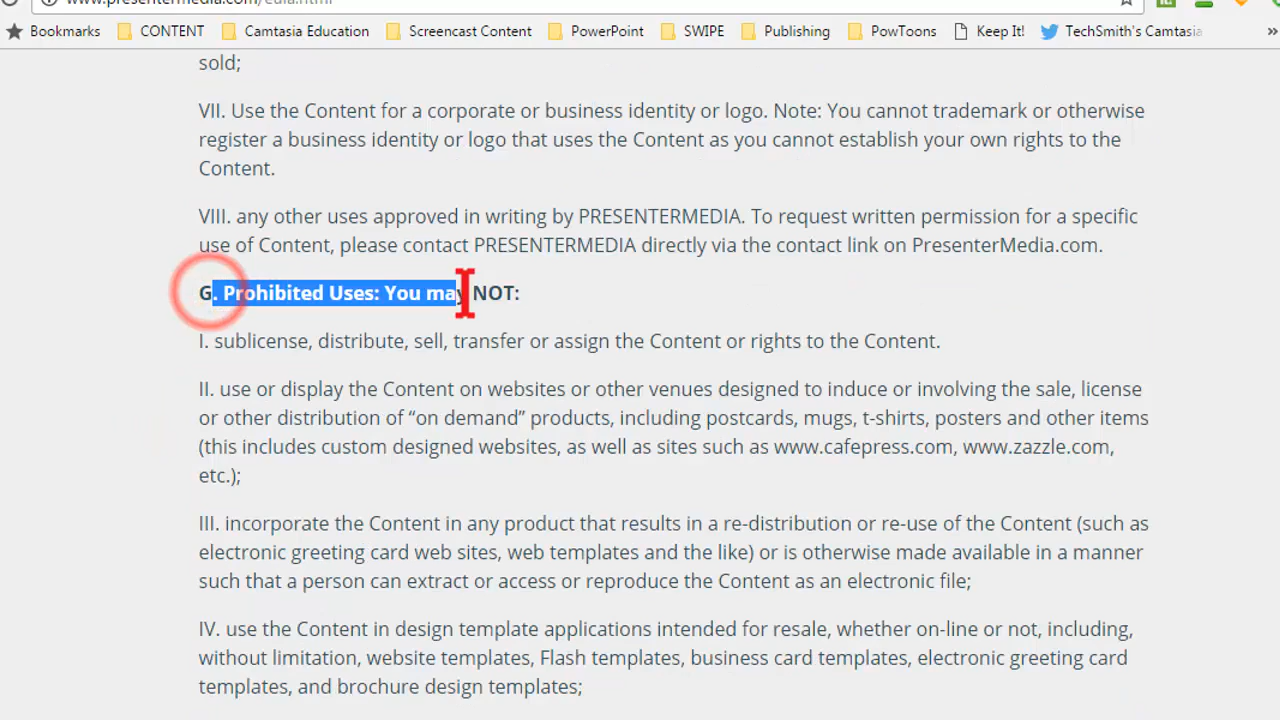 www.presentermedia.com/eula.html
Bookmarks CONTENT Camtasia Education Screencast Content PowerPoint SWIPE Publishing PowToons Keep It! TechSmith's Camtasia »
sold;
VII. Use the Content for a corporate or business identity or logo. Note: You cannot trademark or otherwise
register a business identity or logo that uses the Content as you cannot establish your own rights to the
Content.
VIII. any other uses approved in writing by PRESENTERMEDIA. To request written permission for a specific
use of Content, please contact PRESENTERMEDIA directly via the contact link on PresenterMedia.com.
G. Prohibited Uses: You may NOT:
I. sublicense, distribute, sell, transfer or assign the Content or rights to the Content.
II. use or display the Content on websites or other venues designed to induce or involving the sale, license
or other distribution of “on demand” products, including postcards, mugs, t-shirts, posters and other items
(this includes custom designed websites, as well as sites such as www.cafepress.com, www.zazzle.com,
etc.);
III. incorporate the Content in any product that results in a re-distribution or re-use of the Content (such as
electronic greeting card web sites, web templates and the like) or is otherwise made available in a manner
such that a person can extract or access or reproduce the Content as an electronic file;
IV. use the Content in design template applications intended for resale, whether on-line or not, including,
without limitation, website templates, Flash templates, business card templates, electronic greeting card
templates, and brochure design templates;